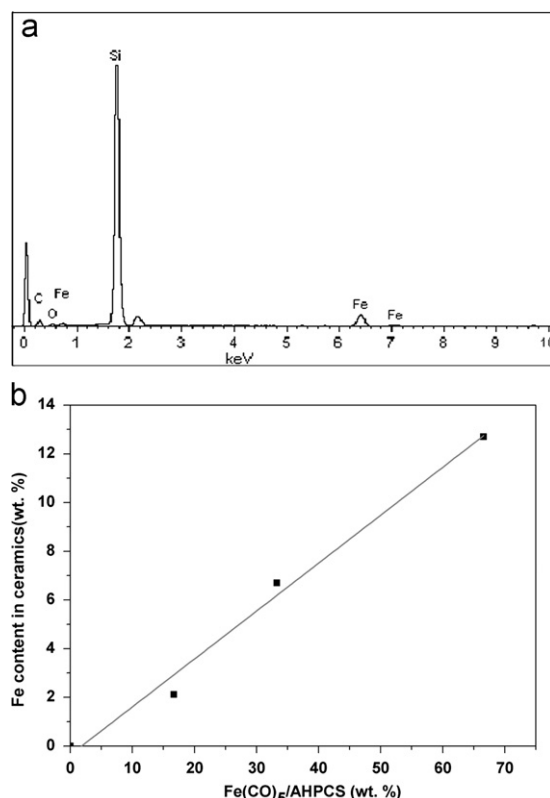 a
Si
C
O
Fe
Fe
Fe
0 1 2 3 4 5 6 7 8 9 10
keV
b
Fe content in ceramics(wt. %)
14
12
10
8
6
4
2
0
0 10 20 30 40 50 60 70
Fe(CO)5/AHPCS (wt. %)